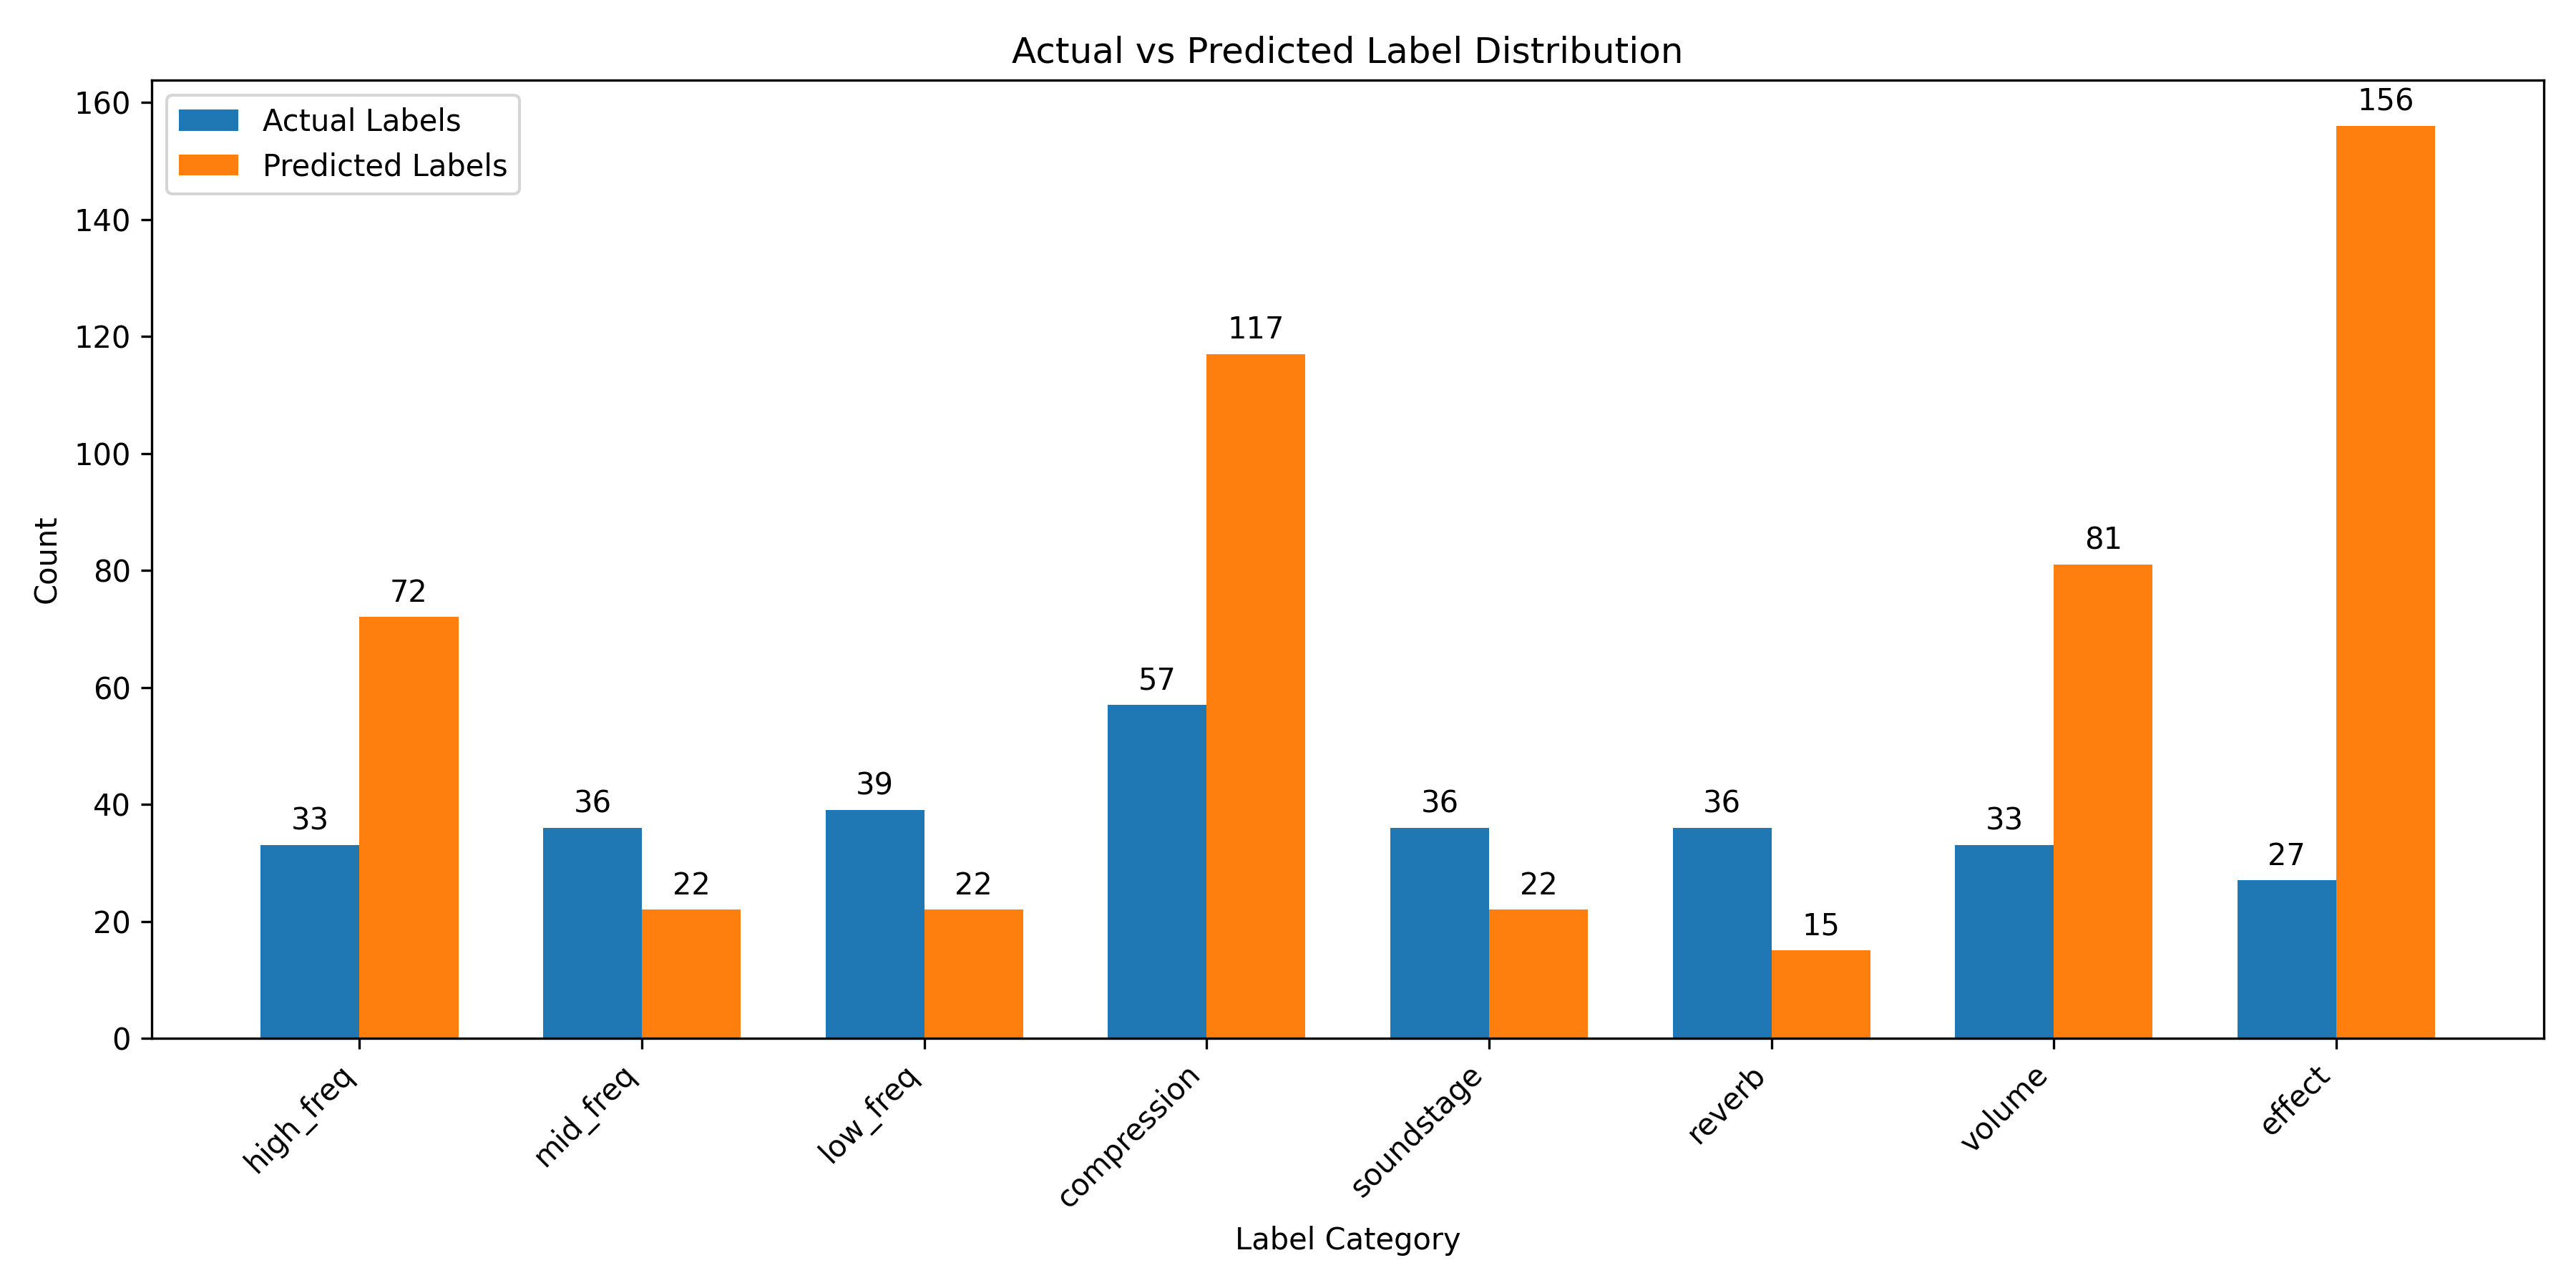 Actual vs Predicted Label Distribution
Actual Labels
Predicted Labels
160
140
120
100
80
60
40
20
0
Count
33
72
36
22
39
22
57
117
36
22
36
15
33
81
27
156
high_freq
mid_freq
low_freq
compression
soundstage
reverb
volume
effect
Label Category